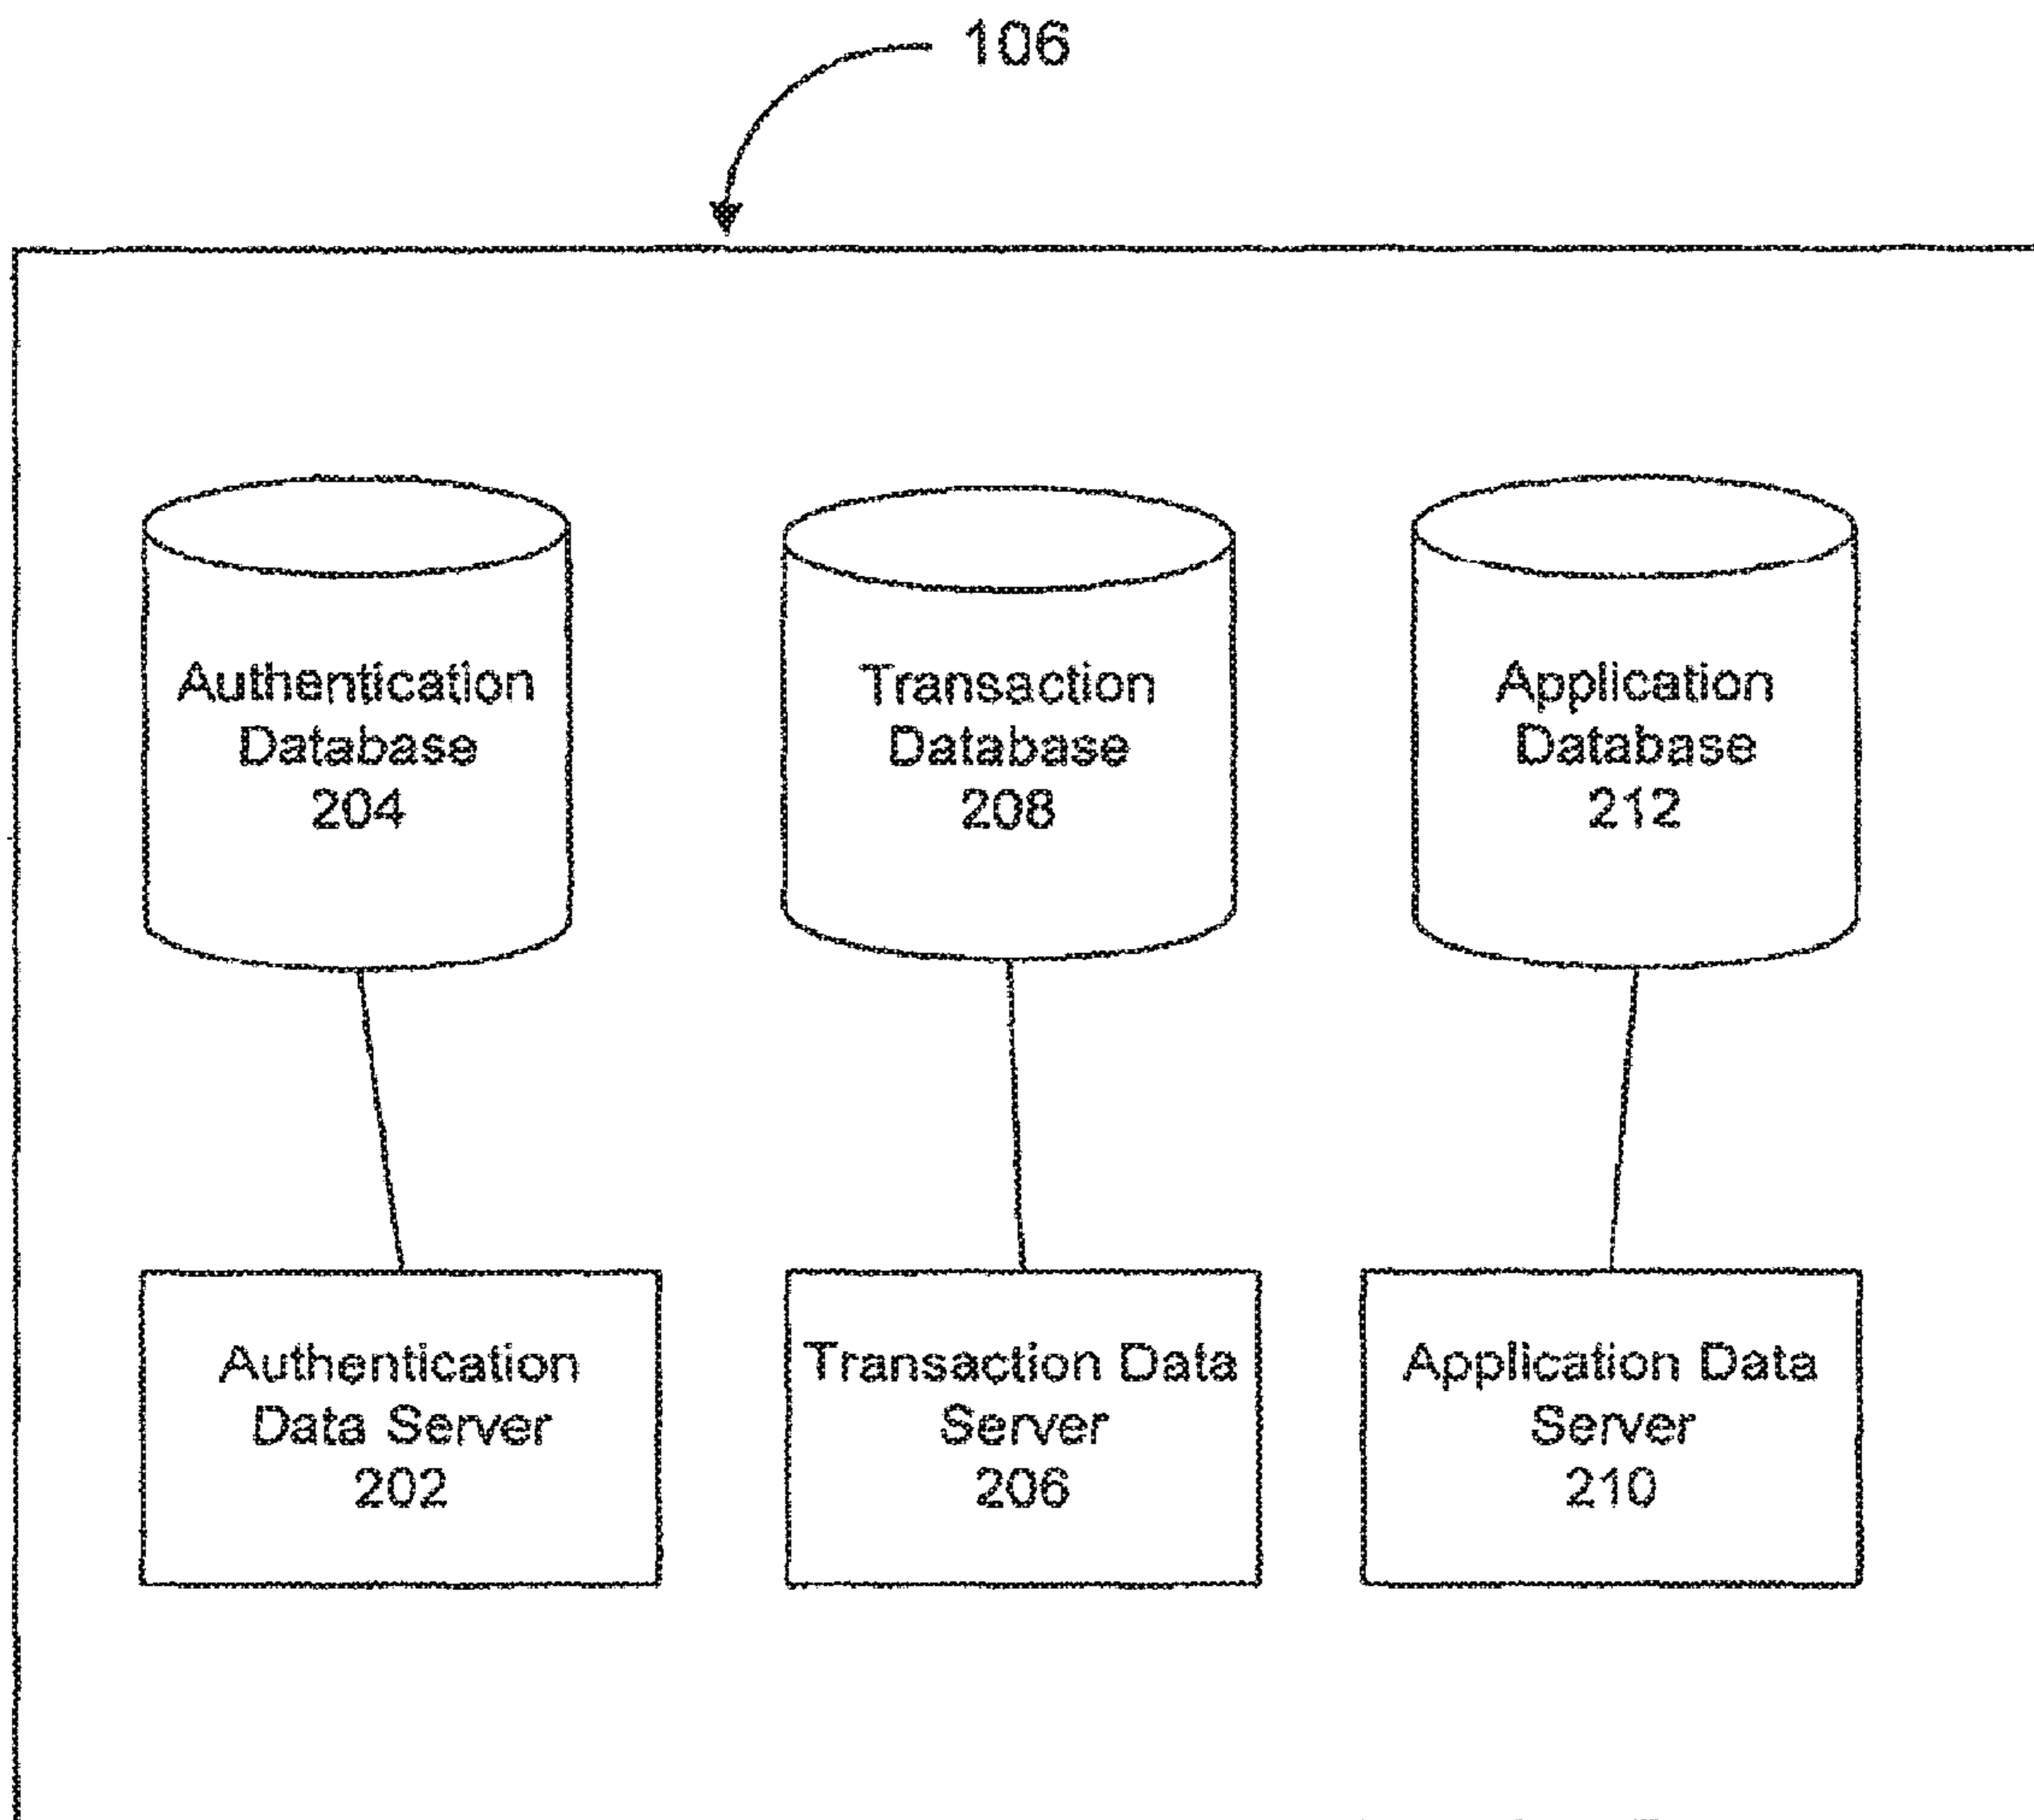 106
Authentication
Database
204
Transaction
Database
208
Application
Database
212
Authentication
Data Server
202
Transaction Data
Server
206
Application Data
Server
210